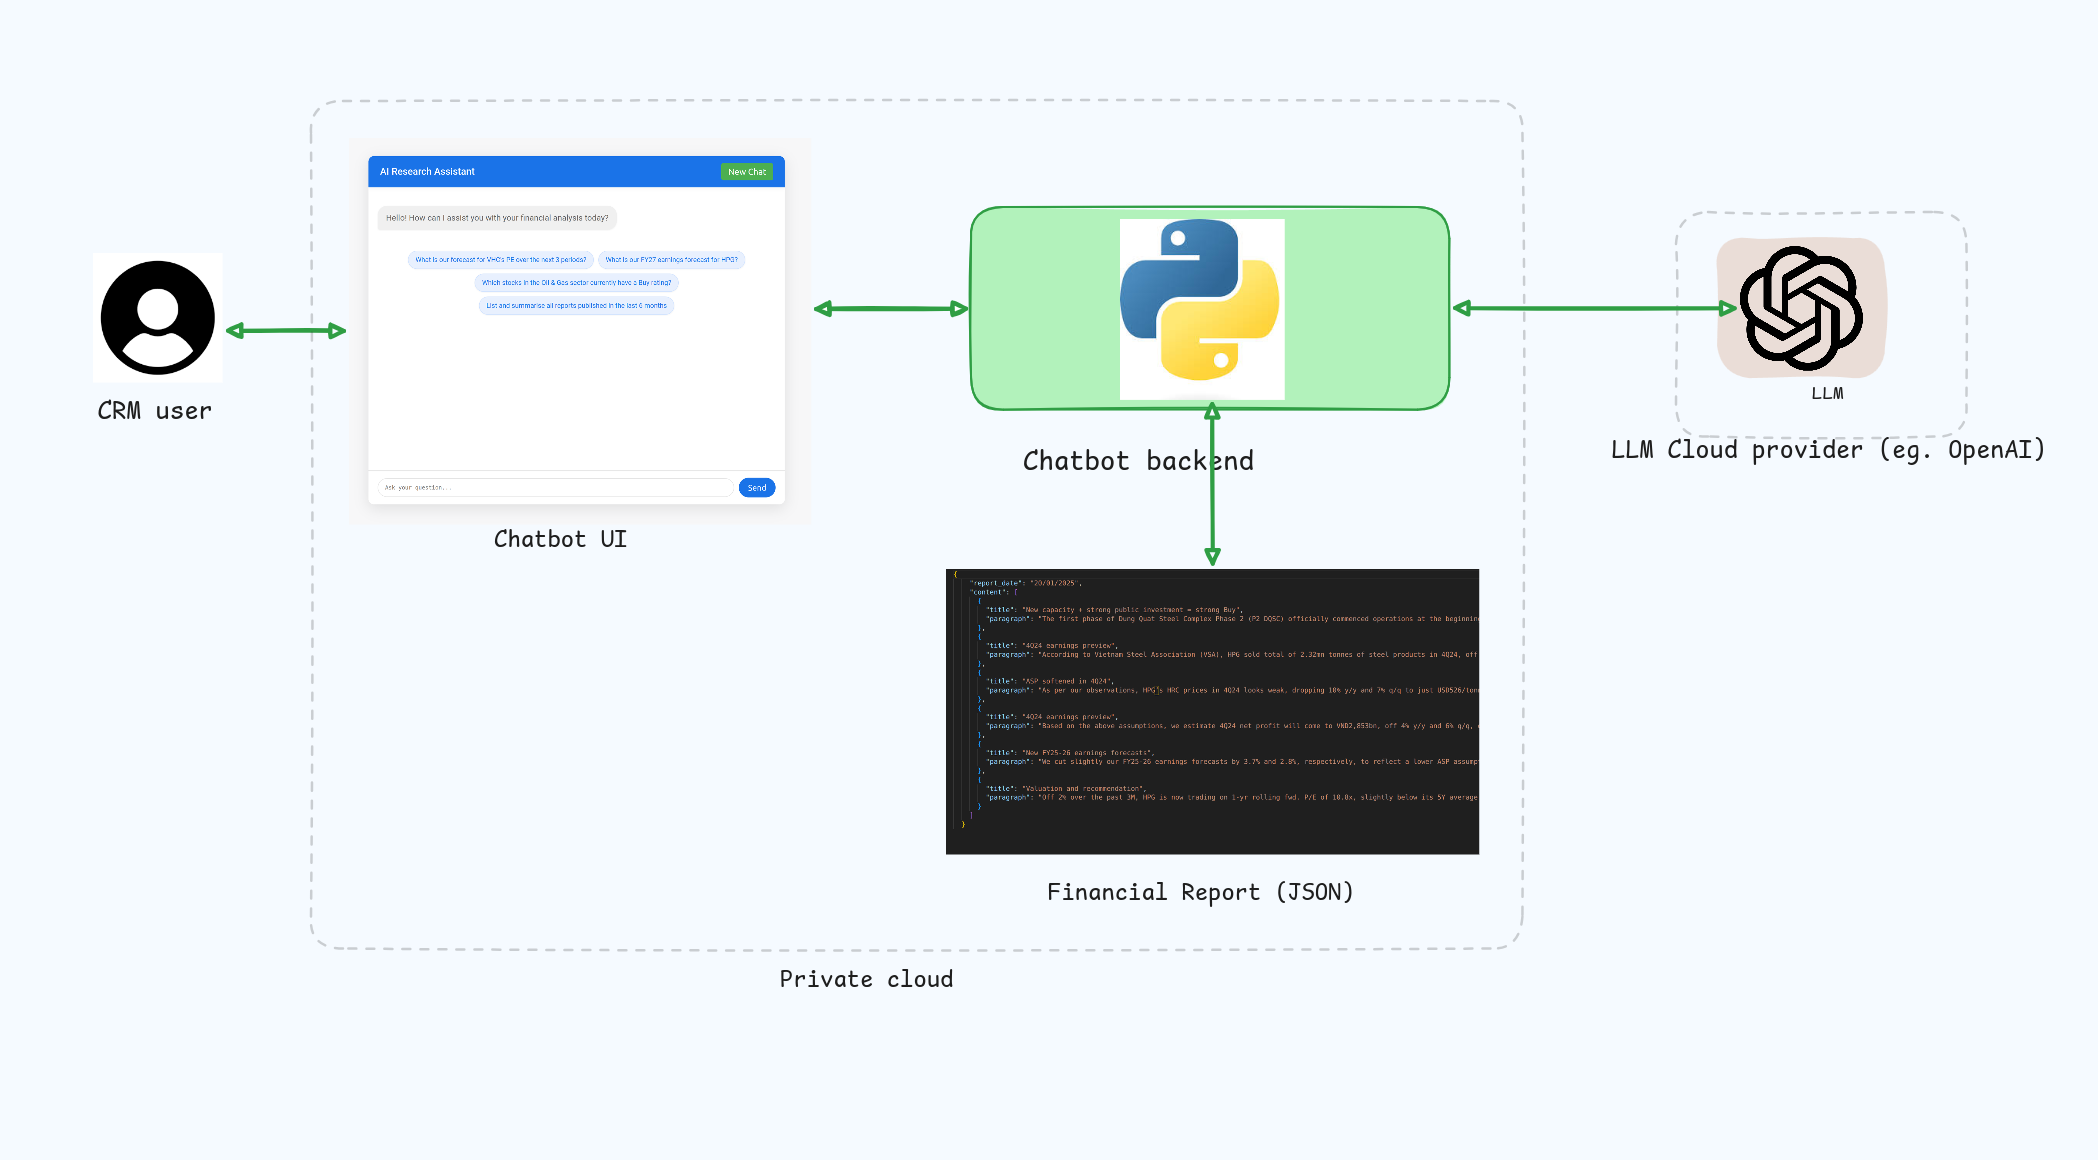 AI Research Assistant
New Chat
Hello! How can I assist you with your financial analysis today?
What is our forecast for VHC's PE over the next 3 periods?
What is our FY27 earnings forecast for HPG?
Which stocks in the Oil & Gas sector currently have a Buy rating?
List and summarise all reports published in the last 6 months
Ask your question...
Send
Chatbot UI
CRM user
Chatbot backend
LLM
LLM Cloud provider (eg. OpenAI)
{
"report_date": "20/01/2025",
"content": [
{
"title": "New capacity + strong public investment = strong Buy",
"paragraph": "The first phase of Dung Quat Steel Complex Phase 2 (P2 DQSC) officially commenced operations at the beginning
},
{
"title": "4Q24 earnings preview",
"paragraph": "According to Vietnam Steel Association (VSA), HPG sold total of 2.32mn tonnes of steel products in 4Q24, off
},
{
"title": "ASP softened in 4Q24",
"paragraph": "As per our observations, HPG's HRC prices in 4Q24 looks weak, dropping 10% y/y and 7% q/q to just USD526/ton
},
{
"title": "4Q24 earnings preview",
"paragraph": "Based on the above assumptions, we estimate 4Q24 net profit will come to VND2,853bn, off 4% y/y and 6% q/q,
},
{
"title": "New FY25-26 earnings forecasts",
"paragraph": "We cut slightly our FY25-26 earnings forecasts by 3.7% and 2.8%, respectively, to reflect a lower ASP assump
},
{
"title": "Valuation and recommendation",
"paragraph": "Off 2% over the past 3M, HPG is now trading on 1-yr rolling fwd. P/E of 10.0x, slightly below its 5Y average
}
]
}
Financial Report (JSON)
Private cloud